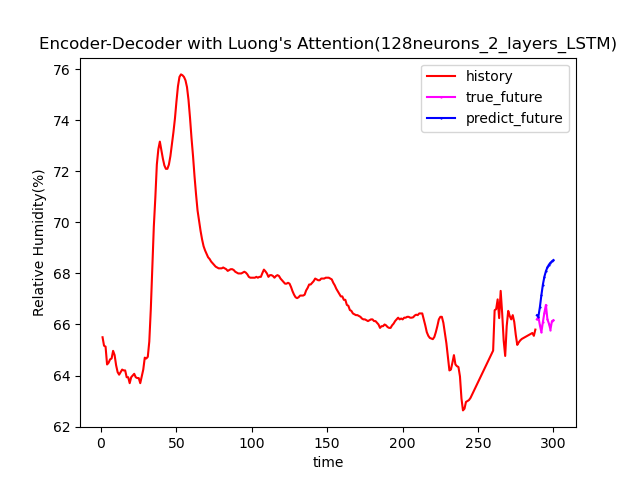 Encoder-Decoder with Luong's Attention(128neurons_2_layers_LSTM)
history
true_future
predict_future
Relative Humidity(%)
76
74
72
70
68
66
64
62
0 50 100 150 200 250 300
time